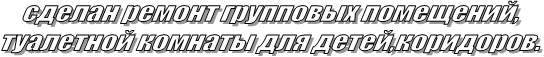 сделан ремонт групповых помещений,
туалетной комнаты для детей,коридоров.